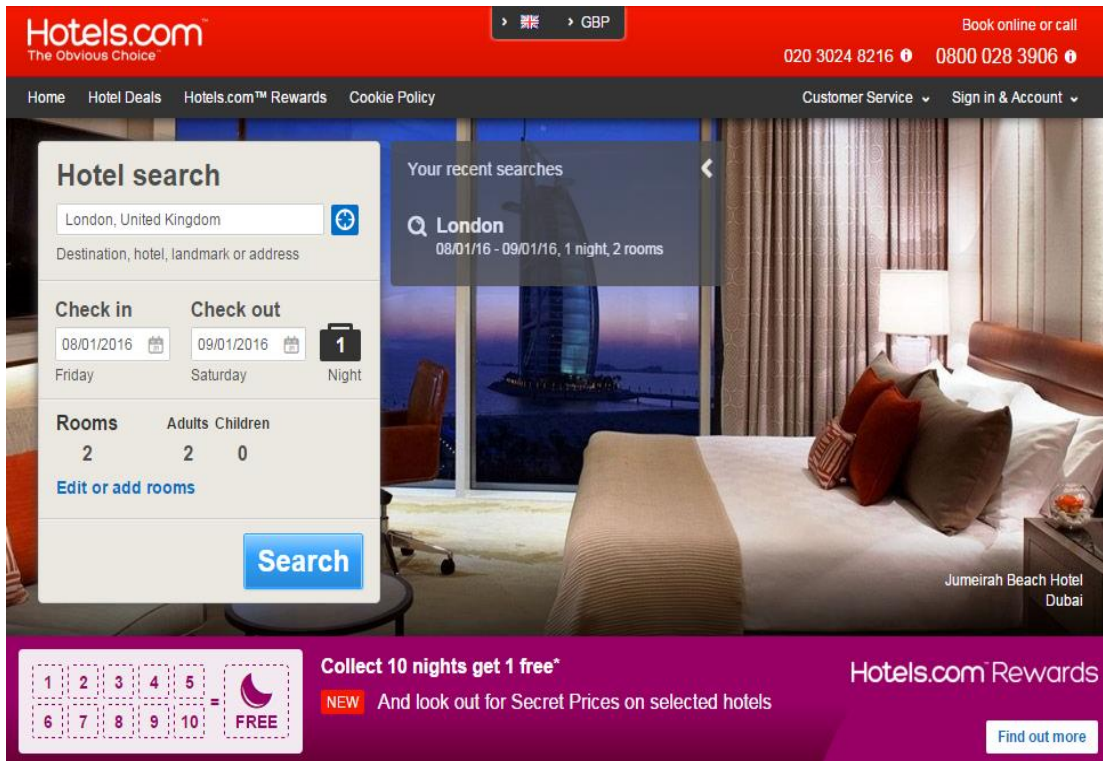 Hotels.com™
The Obvious Choice™
GBP
Book online or call
020 3024 8216 0800 028 3906
Home Hotel Deals Hotels.com™ Rewards Cookie Policy Customer Service Sign in & Account
Hotel search
London, United Kingdom
Destination, hotel, landmark or address
Check in Check out
08/01/2016 09/01/2016 1
Friday Saturday Night
Rooms Adults Children
2 2 0
Edit or add rooms
Search
Your recent searches
London
08/01/16 - 09/01/16, 1 night, 2 rooms
Jumeirah Beach Hotel
Dubai
1 2 3 4 5
6 7 8 9 10 = FREE
Collect 10 nights get 1 free*
NEW And look out for Secret Prices on selected hotels
Hotels.com™ Rewards
Find out more